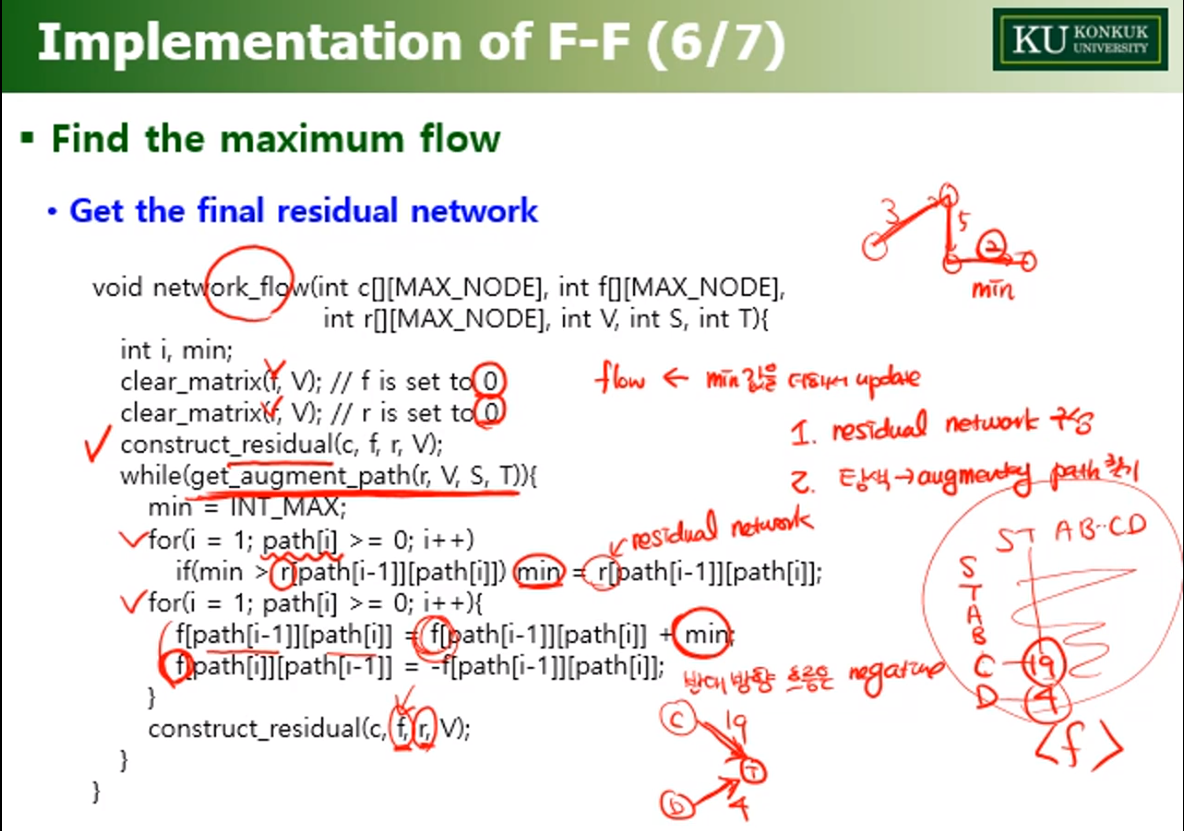 Implementation of F-F (6/7)
KU KONKUK UNIVERSITY
▪ Find the maximum flow
• Get the final residual network
3
5
2
min
void network_flow(int c[][MAX_NODE], int f[][MAX_NODE],
int r[][MAX_NODE], int V, int S, int T){
int i, min;
clear_matrix(f, V); // f is set to 0
clear_matrix(r, V); // r is set to 0
flow ← min값을 더해서 update
construct_residual(c, f, r, V);
1. residual network 구성
while(get_augment_path(r, V, S, T)){
2. 탐색→augmenty path 찾기
min = INT_MAX;
residual network
for(i = 1; path[i] >= 0; i++)
if(min > r[path[i-1]][path[i]]) min = r[path[i-1]][path[i]];
for(i = 1; path[i] >= 0; i++){
f[path[i-1]][path[i]] = f[path[i-1]][path[i]] + min;
f[path[i]][path[i-1]] = -f[path[i-1]][path[i]];
반대 방향 흐름은 negative
}
construct_residual(c, f, r, V);
}
}
S T A B·· C D
S
T
A
B
C 19
D 4
<f>
C 19
T
D 4